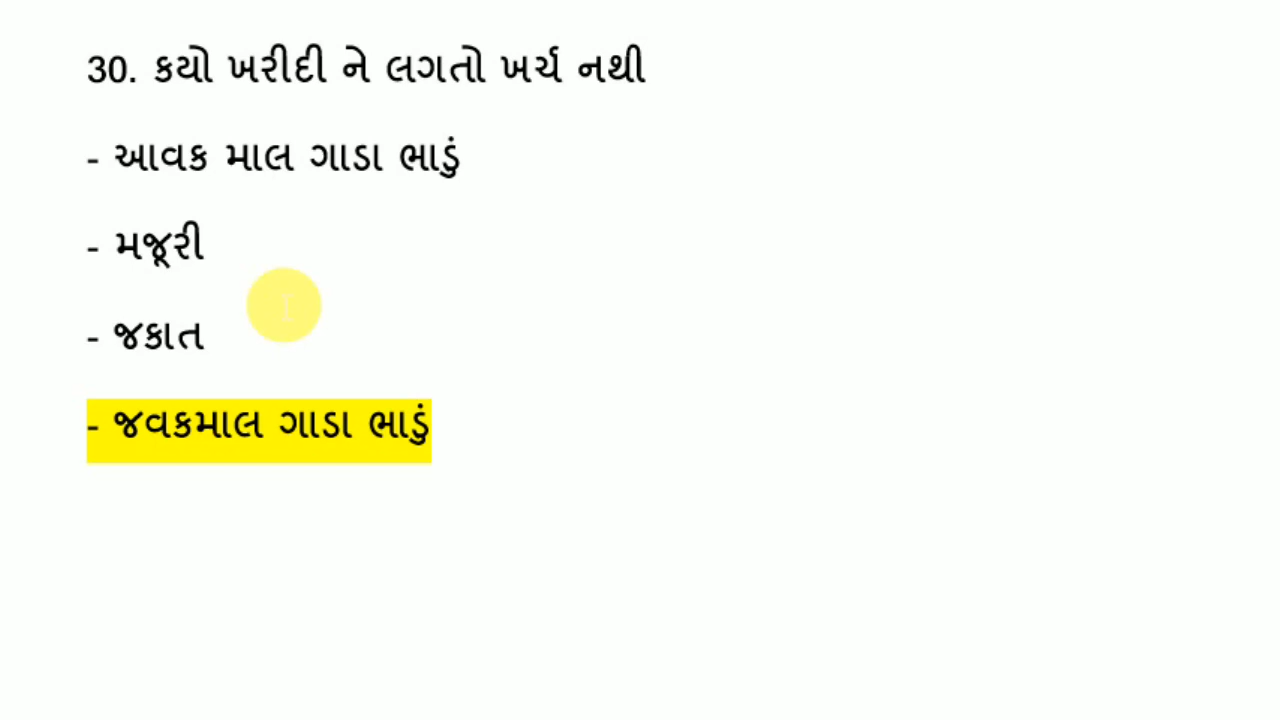 30. કયો ખરીદી ને લગતો ખર્ચ નથી
- આવક માલ ગાડા ભાડું
- મજૂરી
- જકાત
- જવકમાલ ગાડા ભાડું